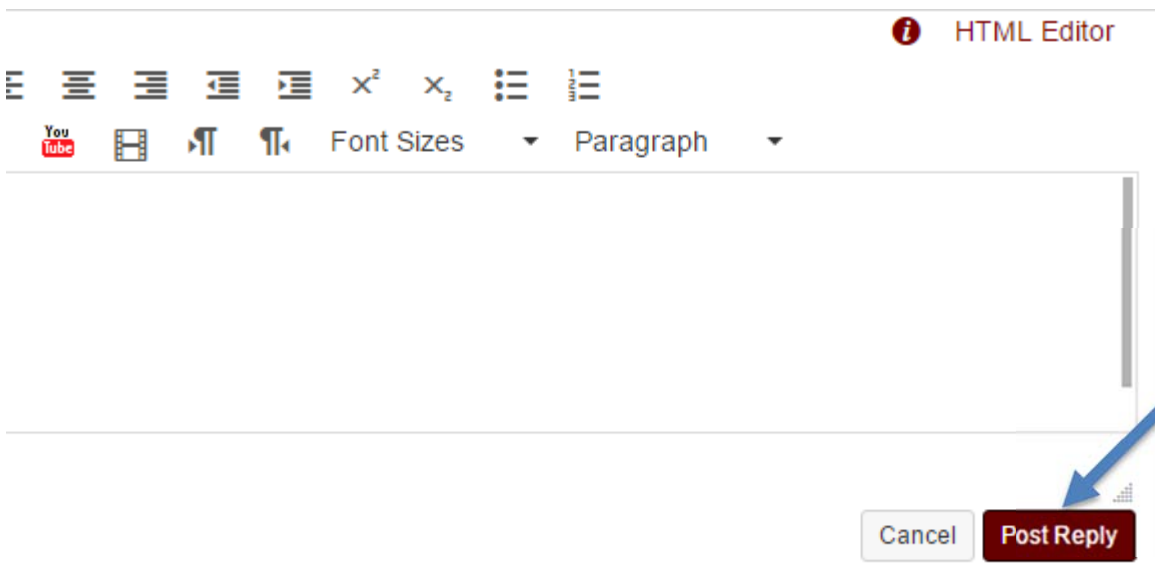 HTML Editor
x² x₂
You
Tube
Font Sizes Paragraph
Cancel Post Reply